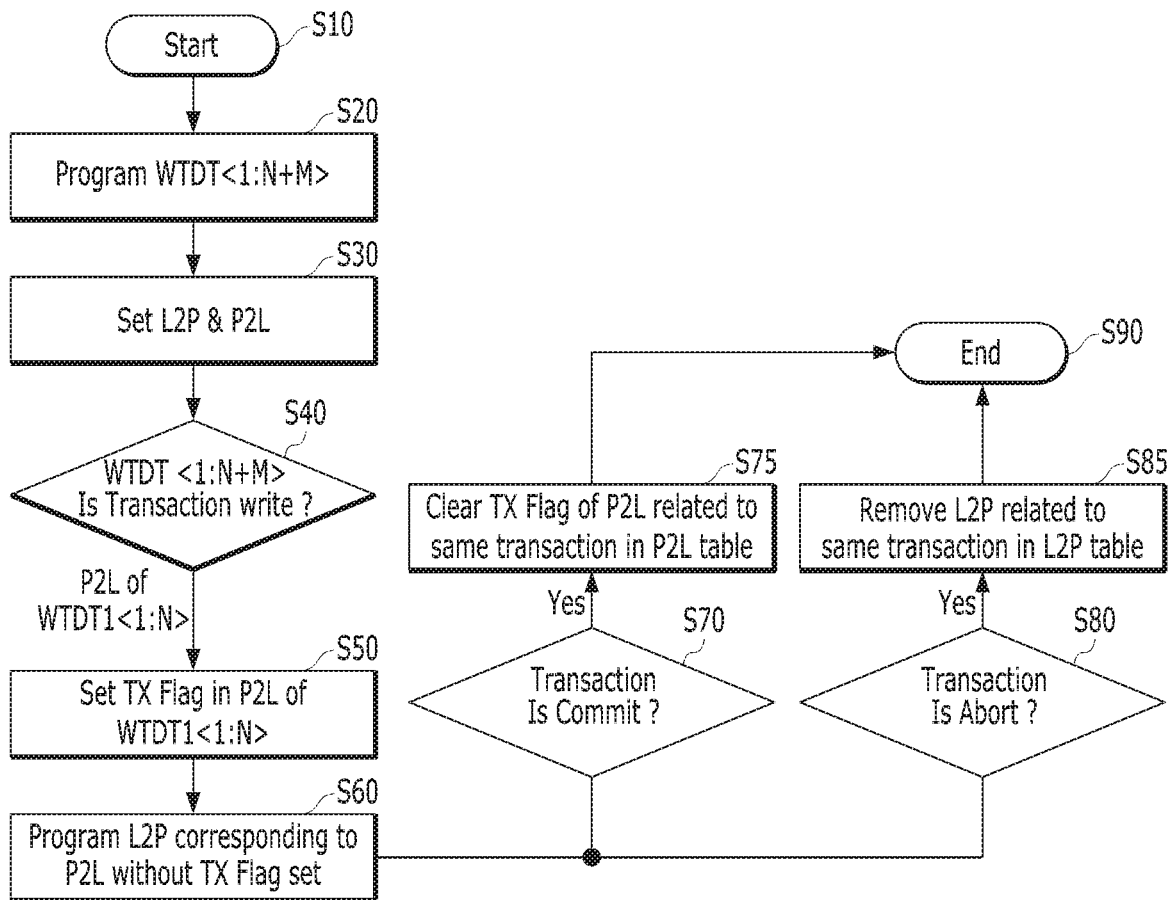 Start
S10
S20
Program WTDT<1:N+M>
S30
Set L2P & P2L
S40
WTDT <1:N+M>
Is Transaction write ?
P2L of
WTDT1<1:N>
S50
Set TX Flag in P2L of
WTDT1<1:N>
S60
Program L2P corresponding to
P2L without TX Flag set
S70
Transaction
Is Commit ?
Yes
S75
Clear TX Flag of P2L related to
same transaction in P2L table
S80
Transaction
Is Abort ?
Yes
S85
Remove L2P related to
same transaction in L2P table
S90
End